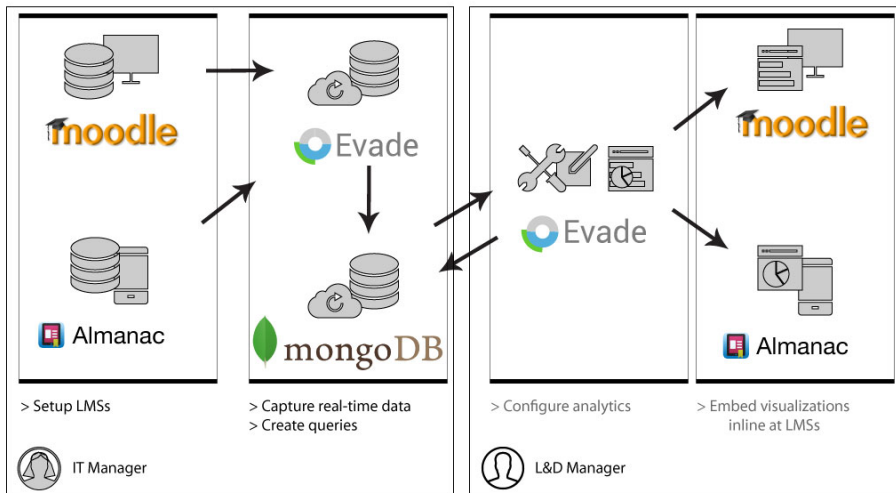 moodle
Evade
Almanac
mongoDB
> Setup LMSs
> Capture real-time data
> Create queries
IT Manager
Evade
moodle
Almanac
> Configure analytics
> Embed visualizations
inline at LMSs
L&D Manager